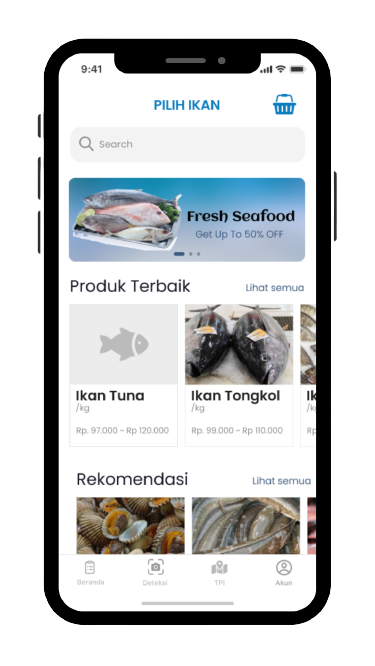 9:41
PILIH IKAN
Search
Fresh Seafood
Get Up To 50% OFF
Produk Terbaik
Lihat semua
Ikan Tuna
/kg
Rp. 97.000 - Rp 120.000
Ikan Tongkol
/kg
Rp. 99.000 - Rp 110.000
/kg
Rp.
Rekomendasi
Lihat semua
Beranda
Deteksi
TPI
Akun